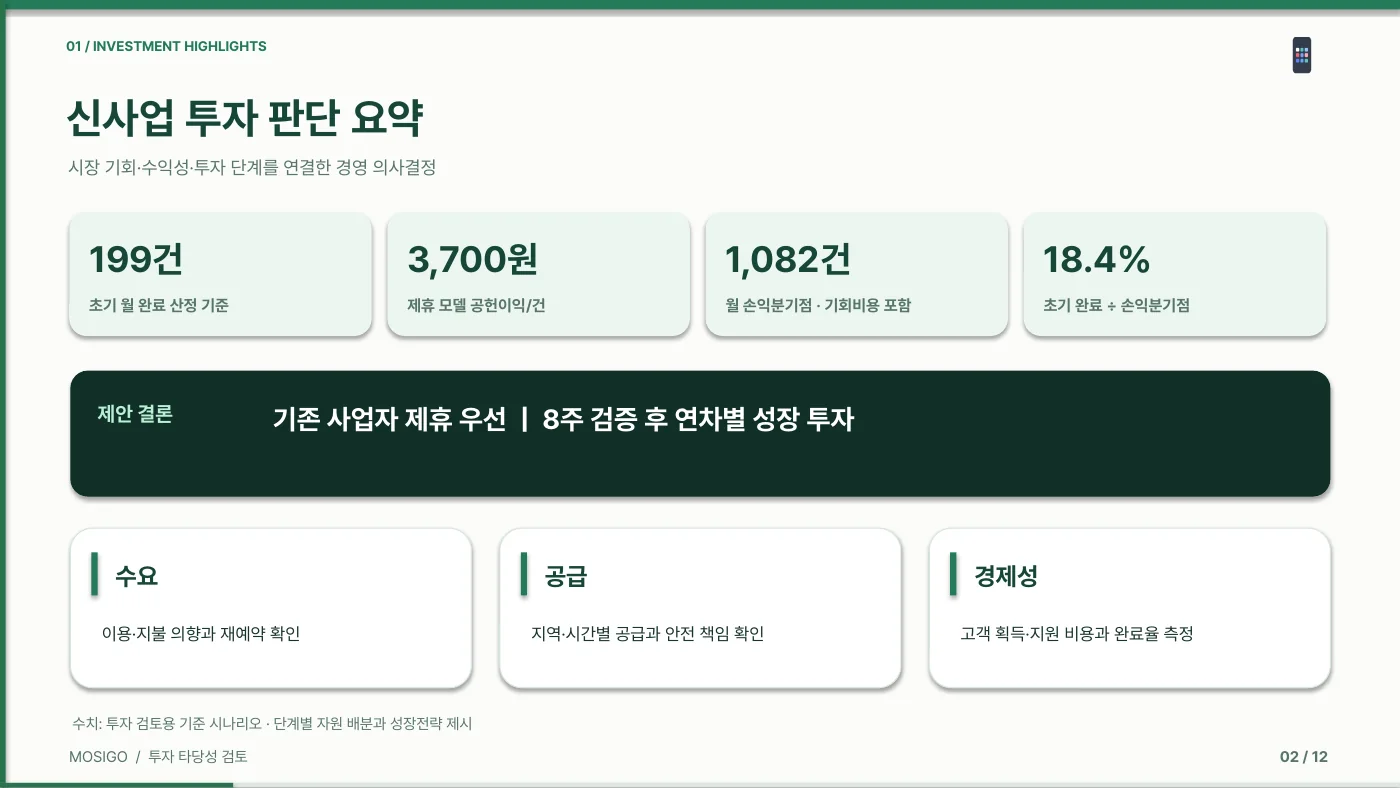 01 / INVESTMENT HIGHLIGHTS
신사업 투자 판단 요약
시장 기회·수익성·투자 단계를 연결한 경영 의사결정
199건
초기 월 완료 산정 기준
3,700원
제휴 모델 공헌이익/건
1,082건
월 손익분기점 · 기회비용 포함
18.4%
초기 완료 ÷ 손익분기점
제안 결론
기존 사업자 제휴 우선 | 8주 검증 후 연차별 성장 투자
수요
이용·지불 의향과 재예약 확인
공급
지역·시간별 공급과 안전 책임 확인
경제성
고객 획득·지원 비용과 완료율 측정
수치: 투자 검토용 기준 시나리오 · 단계별 자원 배분과 성장전략 제시
MOSIGO / 투자 타당성 검토
02 / 12